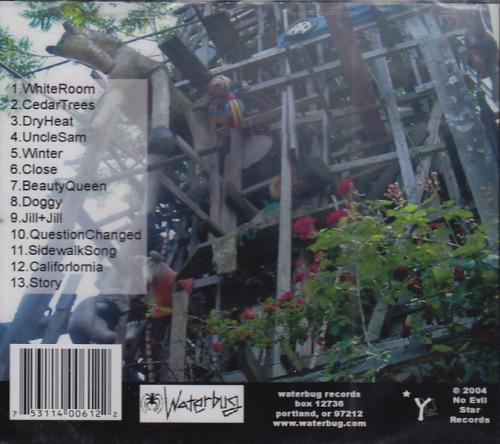 1.WhiteRoom
2.CedarTrees
3.DryHeat
4.UncleSam
5.Winter
6.Close
7.BeautyQueen
8.Doggy
9.Jill+Jill
10.QuestionChanged
11.SidewalkSong
12.Califorlornia
13.Story
7 53114 00612 2
Waterbug
waterbug records
box 12736
portland, or 97212
www.waterbug.com
Y
© 2004
No Evil
Star
Records